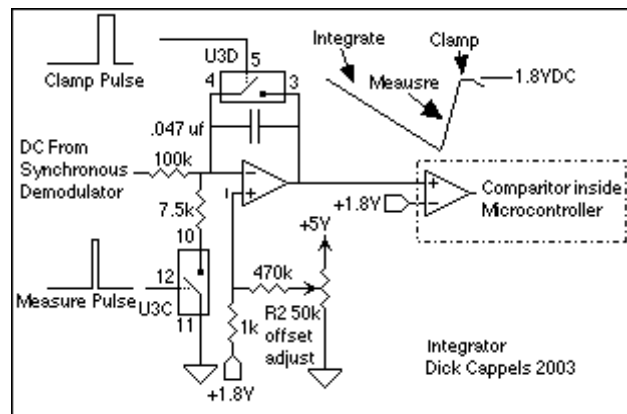 Clamp Pulse
U3D
5
4
3
.047 uf
Integrate
Clamp
Meausre
1.8VDC
DC From
Synchronous
Demodulator
100k
7.5k
10
12
11
U3C
Measure Pulse
+5V
470k
1k
+1.8V
R2 50k
offset
adjust
+1.8V
Comparitor inside
Microcontroller
Integrator
Dick Cappels 2003